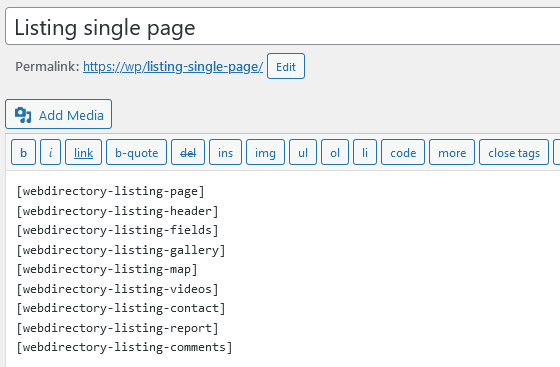 Listing single page
Permalink: https://wp/listing-single-page/ Edit
Add Media
b i link b-quote del ins img ul ol li code more close tags
[webdirectory-listing-page]
[webdirectory-listing-header]
[webdirectory-listing-fields]
[webdirectory-listing-gallery]
[webdirectory-listing-map]
[webdirectory-listing-videos]
[webdirectory-listing-contact]
[webdirectory-listing-report]
[webdirectory-listing-comments]